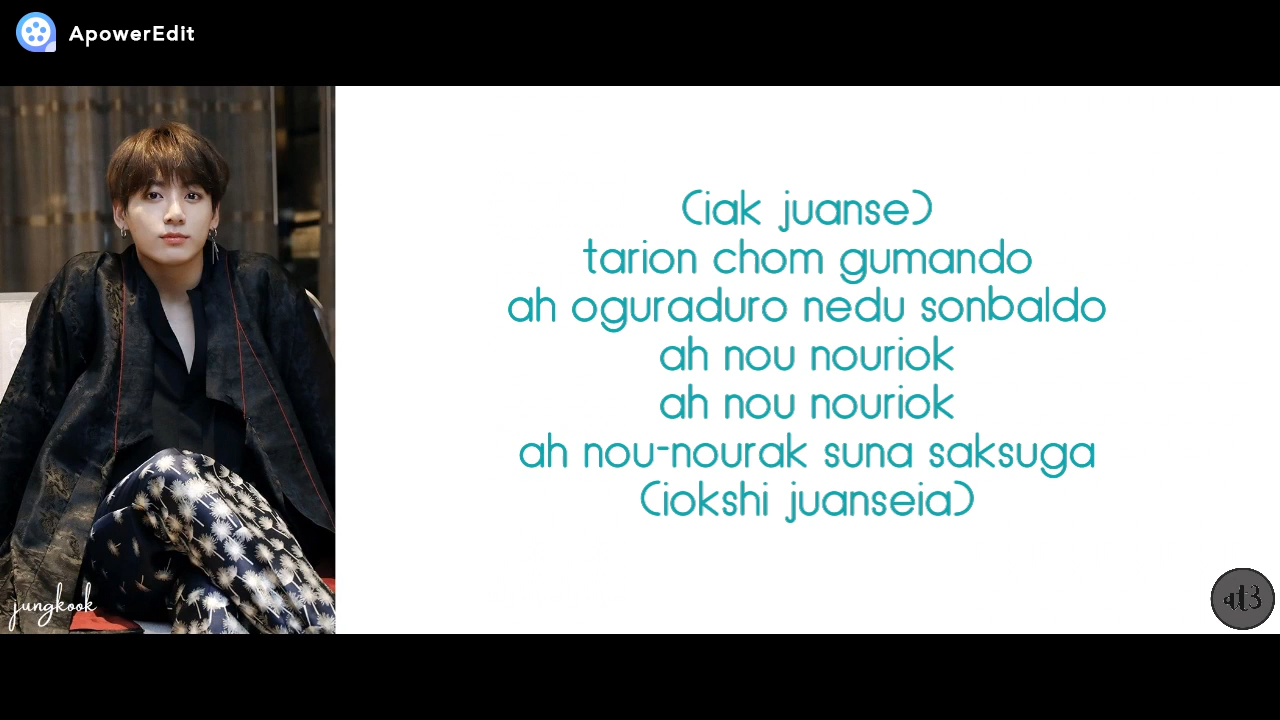 ApowerEdit
(iak juanse)
tarion chom gumando
ah oguraduro nedu sonbaldo
ah nou nouriok
ah nou nouriok
ah nou-nourak suna saksuga
(iokshi juanseia)
jungkook